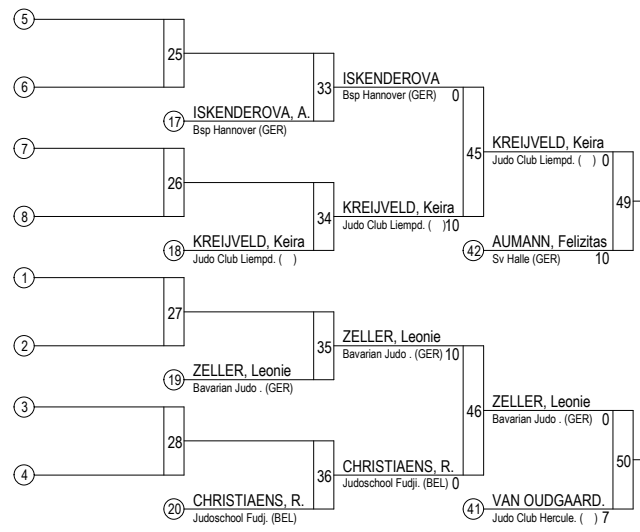 5
25
6
33
ISKENDEROVA
Bsp Hannover (GER) 0
17 ISKENDEROVA, A.
Bsp Hannover (GER)
45
KREIJVELD, Keira
Judo Club Liempd. ( ) 0
7
26
8
34
KREIJVELD, Keira
Judo Club Liempd. ( ) 10
18 KREIJVELD, Keira
Judo Club Liempd. ( )
49
42 AUMANN, Felizitas
Sv Halle (GER) 10
1
27
2
35
ZELLER, Leonie
Bavarian Judo . (GER) 10
19 ZELLER, Leonie
Bavarian Judo . (GER)
46
ZELLER, Leonie
Bavarian Judo . (GER) 0
3
28
4
36
CHRISTIAENS, R.
Judoschool Fudji. (BEL) 0
20 CHRISTIAENS, R.
Judoschool Fudj. (BEL)
50
41 VAN OUDGAARD.
Judo Club Hercule. ( ) 7